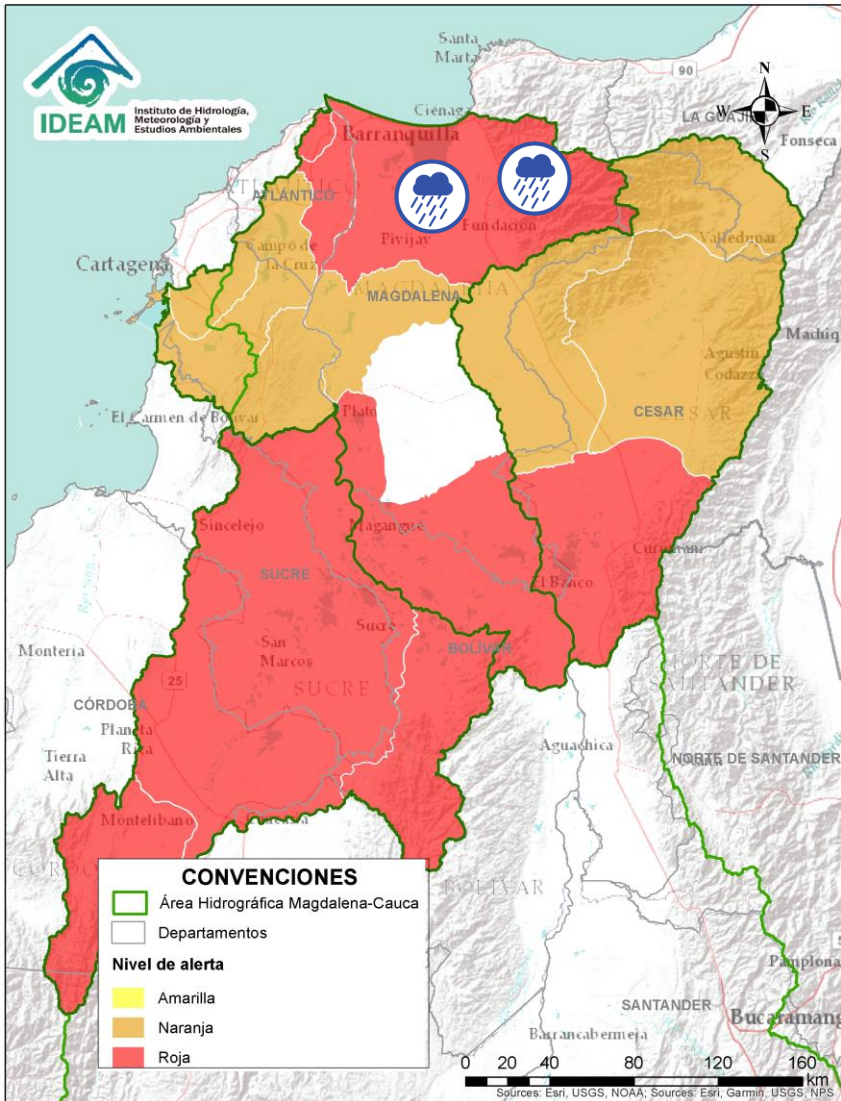 IDEAM
Instituto de Hidrología,
Meteorología y
Estudios Ambientales
Santa
Marta
90
N
W
E
S
LA GUAJI
Fonseca
Ciénaga
Barranquilla
ATLÁNTICO
Pivijay
Fundación
Valledupar
Campo de
la Cruz
Cartagena
MAGDALENA
Machiq
Agustín
Codazzi
CESAR
El Carmen de Bolívar
Plato
Sincelejo
Magangué
Curumaní
El Banco
SUCRE
Sucre
BOLÍVAR
San
Marcos
SUCRE
Montería
25
CÓRDOBA
Planeta
Rica
Tierra
Alta
NORTE DE
SANTANDER
Aguachica
NORTE DE SANTANDER
Montelíbano
Caucasia
BOLÍVAR
CONVENCIONES
Área Hidrográfica Magdalena-Cauca
Departamentos
Nivel de alerta
Amarilla
Naranja
Roja
Pamplona
SANTANDER
Bucaramang
Barrancabermeja
0 20 40 80 120 160
km
Sources: Esri, USGS, NOAA; Sources: Esri, Garmin, USGS, NPS